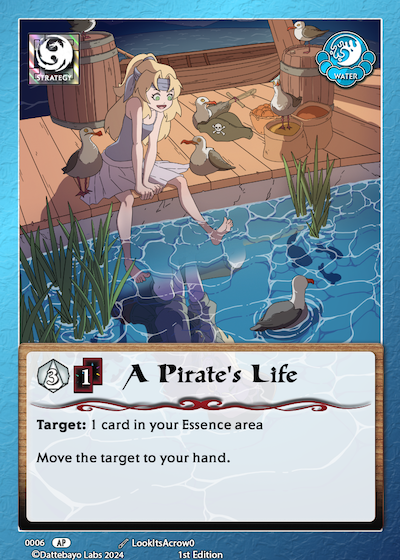 STRATEGY
WATER
3 1 A Pirate's Life
Target: 1 card in your Essence area
Move the target to your hand.
0006 AP LookItsAcrow0
©Dattebayo Labs 2024 1st Edition